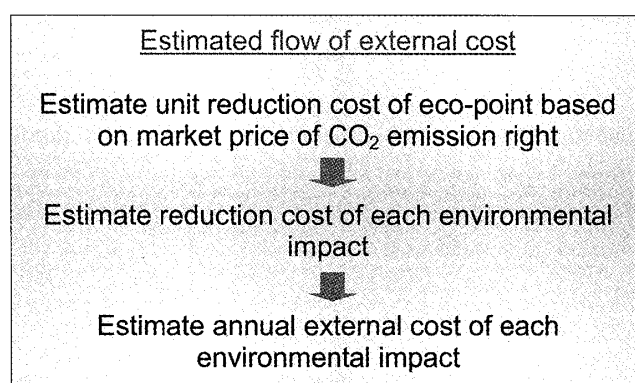 Estimated flow of external cost
Estimate unit reduction cost of eco-point based
on market price of CO₂ emission right
Estimate reduction cost of each environmental
impact
Estimate annual external cost of each
environmental impact